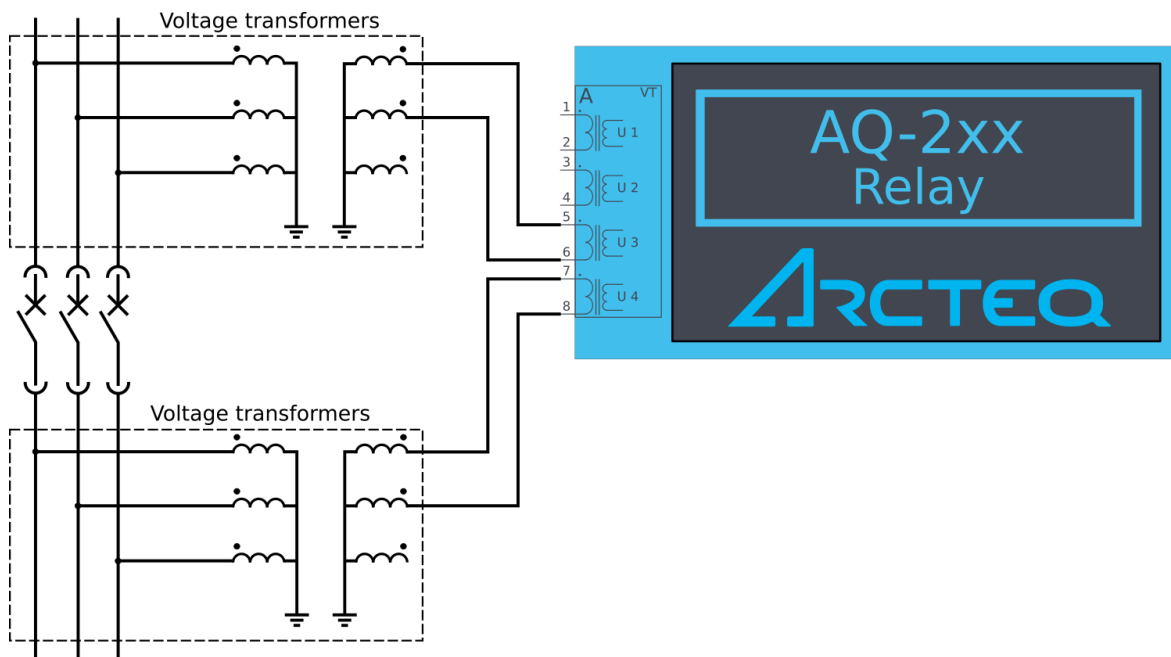 Voltage transformers
A
VT
1
2
U 1
3
4
U 2
5
6
U 3
7
8
U 4
AQ-2xx
Relay
ARCTEQ
Voltage transformers